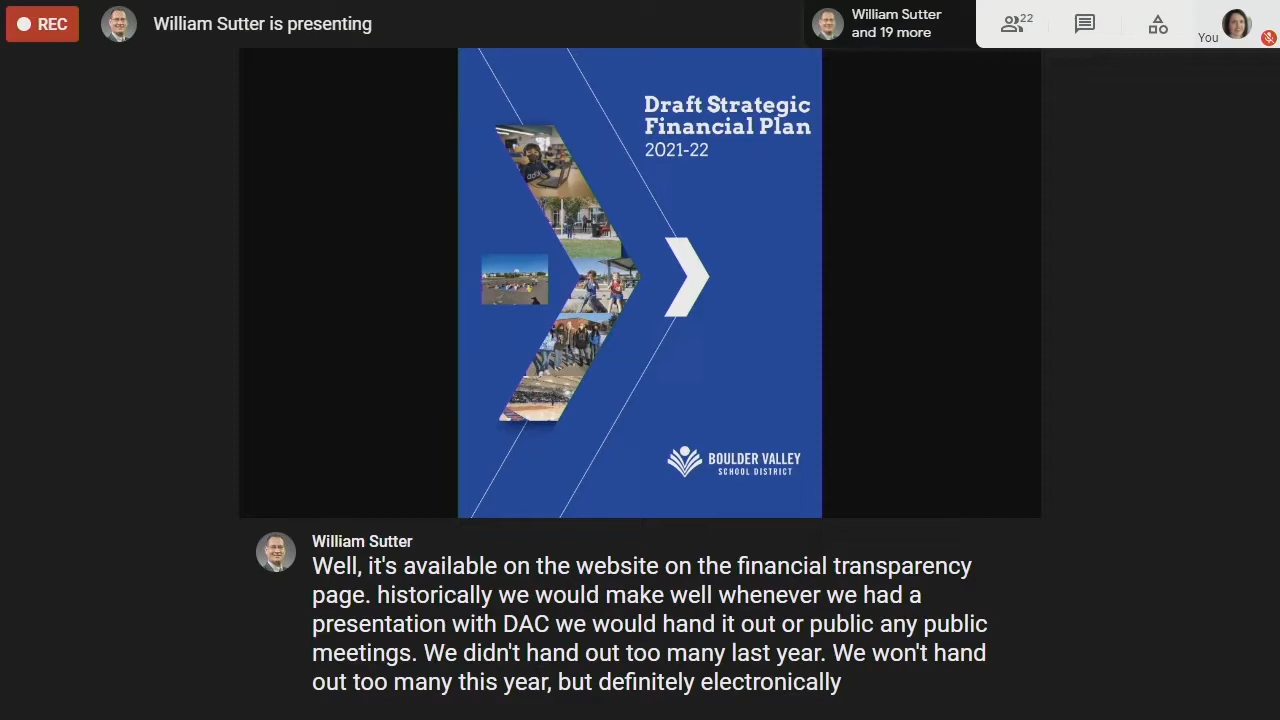 REC
William Sutter is presenting
William Sutter
and 19 more
22
You
Draft Strategic
Financial Plan
2021-22
BOULDER VALLEY
SCHOOL DISTRICT
William Sutter
Well, it's available on the website on the financial transparency
page. historically we would make well whenever we had a
presentation with DAC we would hand it out or public any public
meetings. We didn't hand out too many last year. We won't hand
out too many this year, but definitely electronically